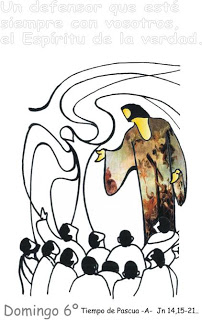 Un defensor que esté
siempre con vosotros,
el Espíritu de la verdad.
Domingo 6º Tiempo de Pascua -A- Jn 14,15-21..